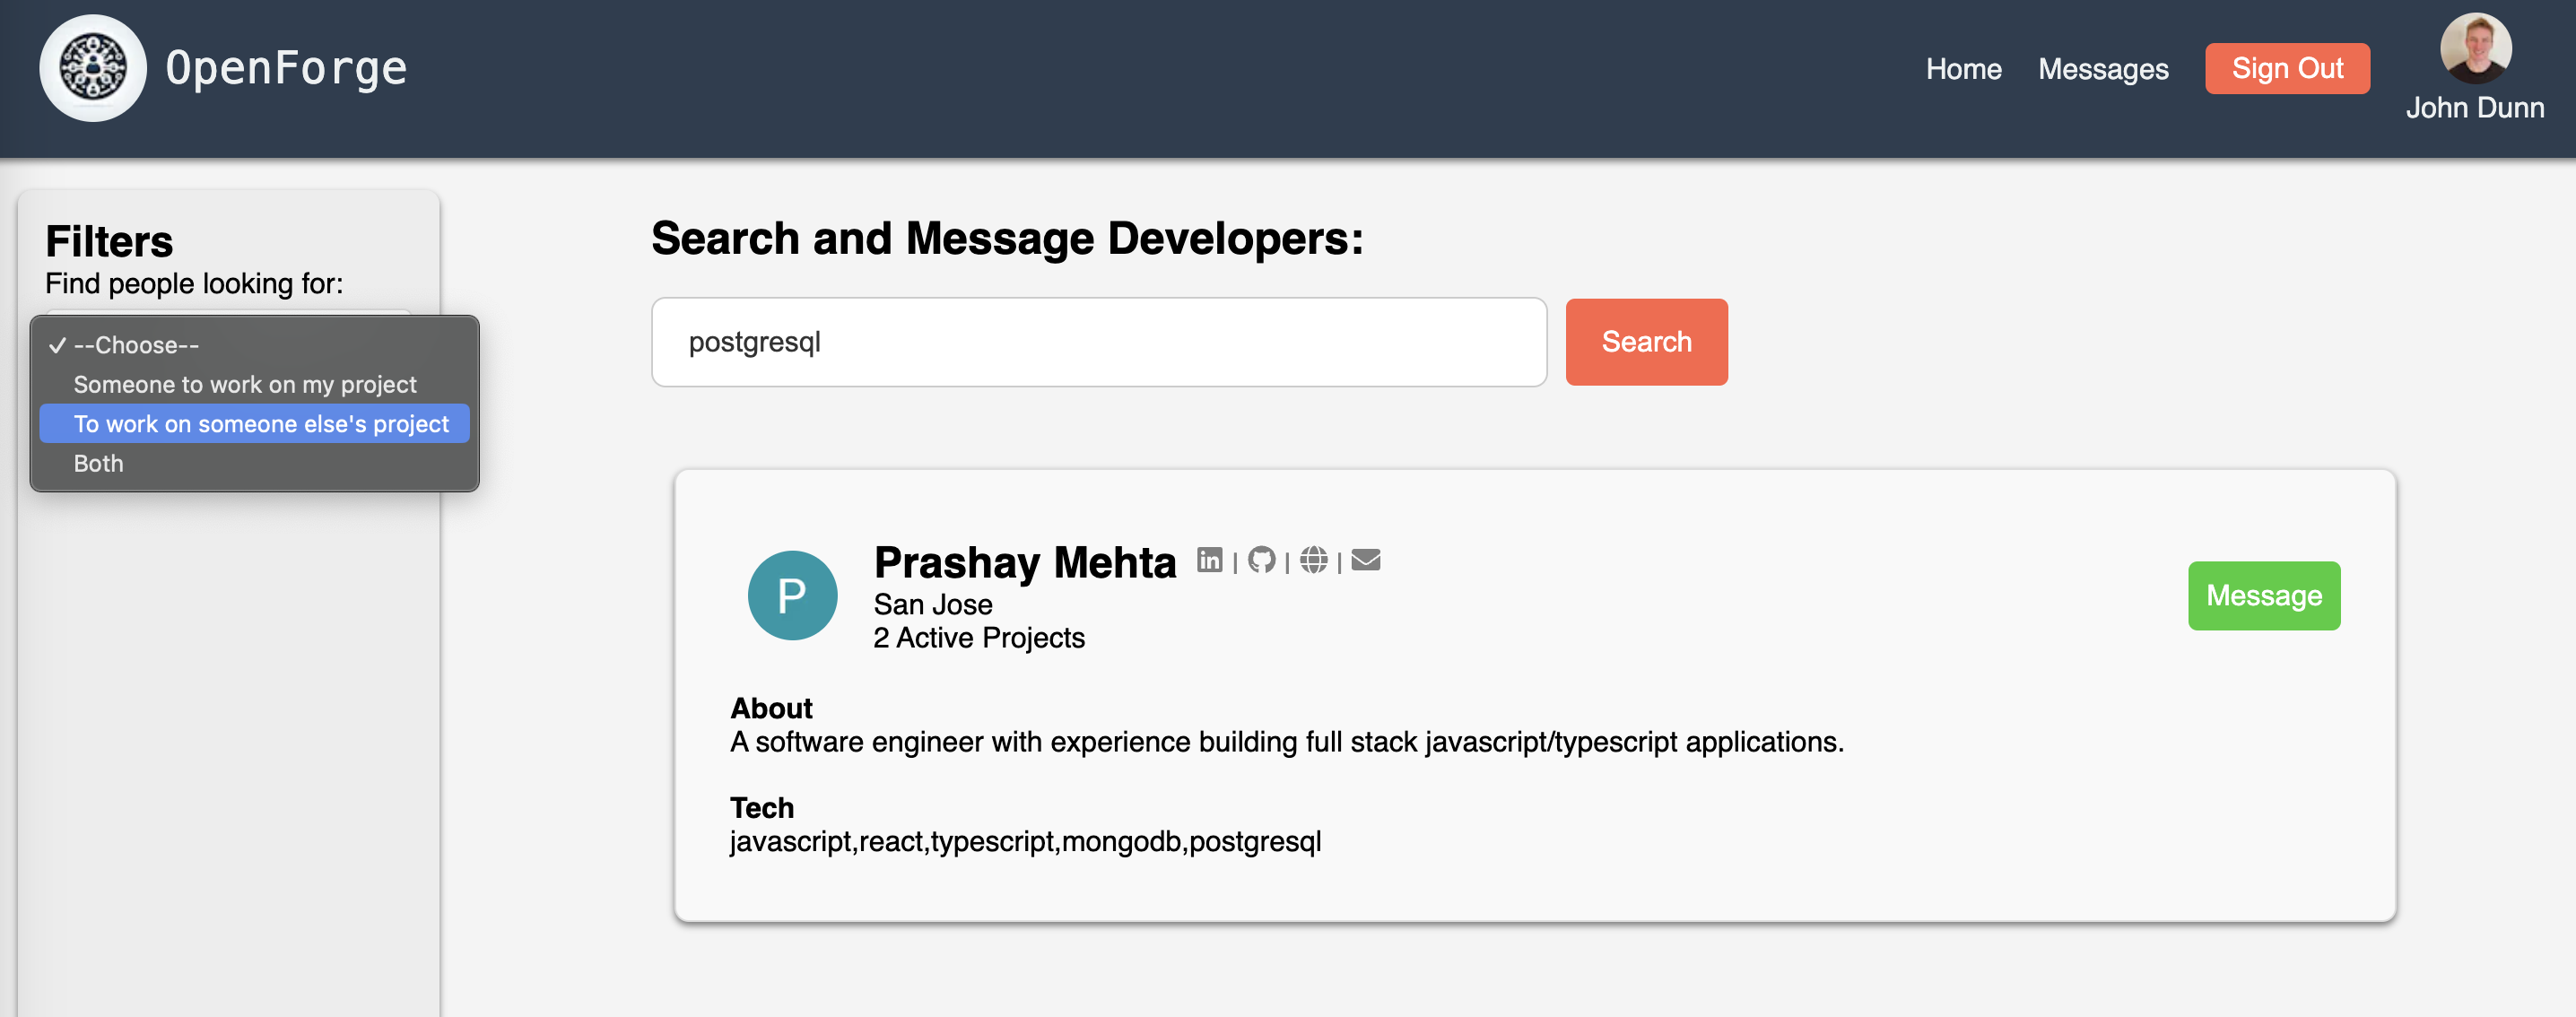 OpenForge
Home
Messages
Sign Out
John Dunn
Filters
Find people looking for:
--Choose--
Someone to work on my project
To work on someone else's project
Both
Search and Message Developers:
postgresql
Search
P
Prashay Mehta in | | |
San Jose
2 Active Projects
Message
About
A software engineer with experience building full stack javascript/typescript applications.
Tech
javascript,react,typescript,mongodb,postgresql